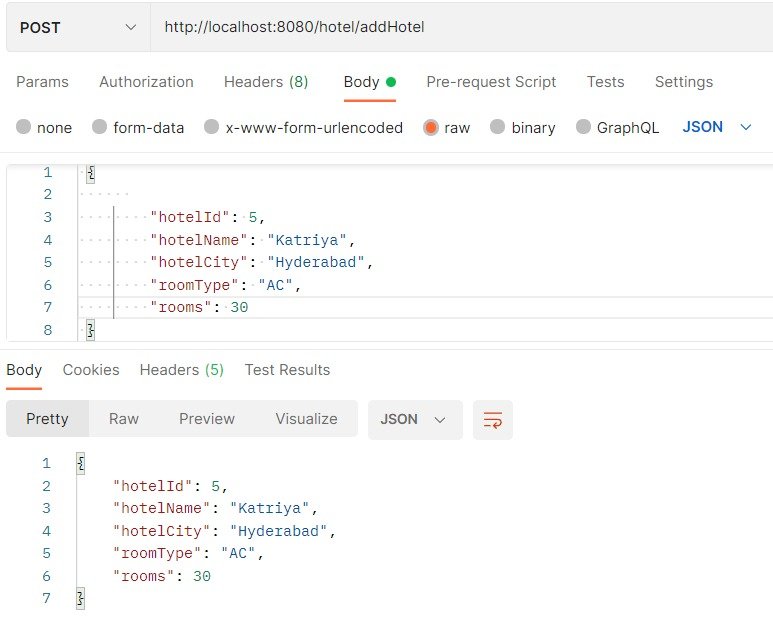 POST http://localhost:8080/hotel/addHotel
Params Authorization Headers (8) Body Pre-request Script Tests Settings
none form-data x-www-form-urlencoded raw binary GraphQL JSON
1 {
2
3 "hotelId": 5,
4 "hotelName": "Katriya",
5 "hotelCity": "Hyderabad",
6 "roomType": "AC",
7 "rooms": 30
8 }
Body Cookies Headers (5) Test Results
Pretty Raw Preview Visualize JSON
1 {
2 "hotelId": 5,
3 "hotelName": "Katriya",
4 "hotelCity": "Hyderabad",
5 "roomType": "AC",
6 "rooms": 30
7 }